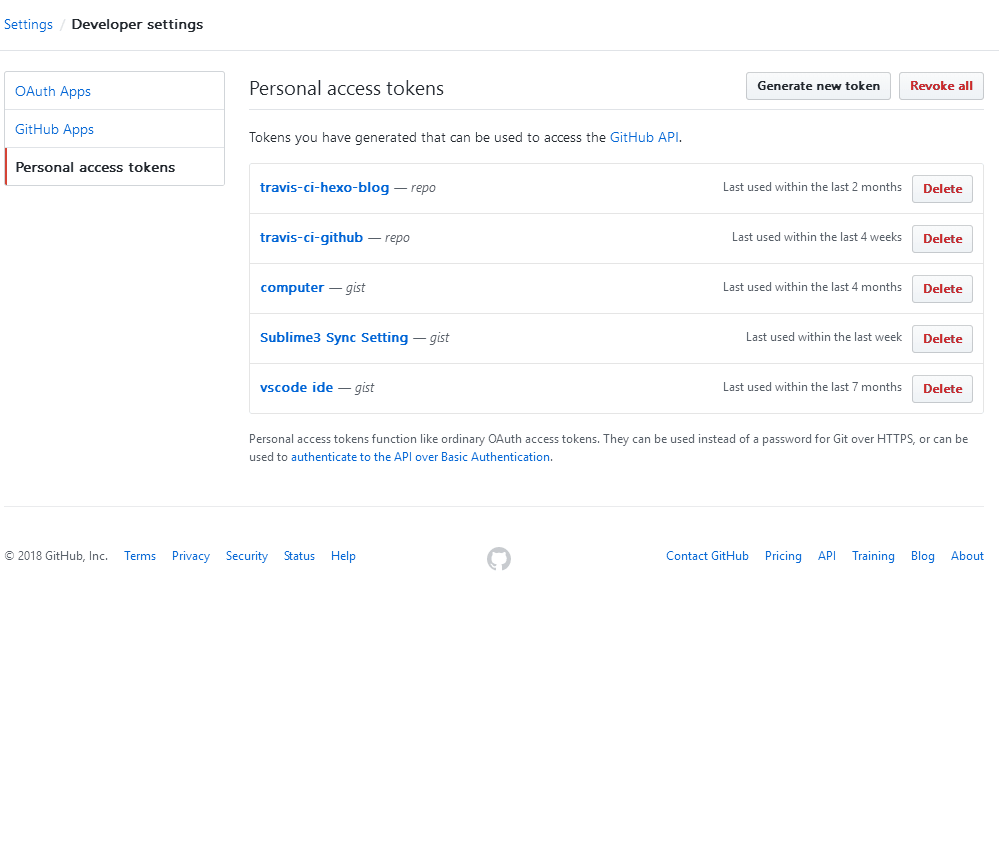 Settings / Developer settings
OAuth Apps
GitHub Apps
Personal access tokens
Personal access tokens
Generate new token
Revoke all
Tokens you have generated that can be used to access the GitHub API.
travis-ci-hexo-blog — repo Last used within the last 2 months Delete
travis-ci-github — repo Last used within the last 4 weeks Delete
computer — gist Last used within the last 4 months Delete
Sublime3 Sync Setting — gist Last used within the last week Delete
vscode ide — gist Last used within the last 7 months Delete
Personal access tokens function like ordinary OAuth access tokens. They can be used instead of a password for Git over HTTPS, or can be
used to authenticate to the API over Basic Authentication.
© 2018 GitHub, Inc. Terms Privacy Security Status Help Contact GitHub Pricing API Training Blog About